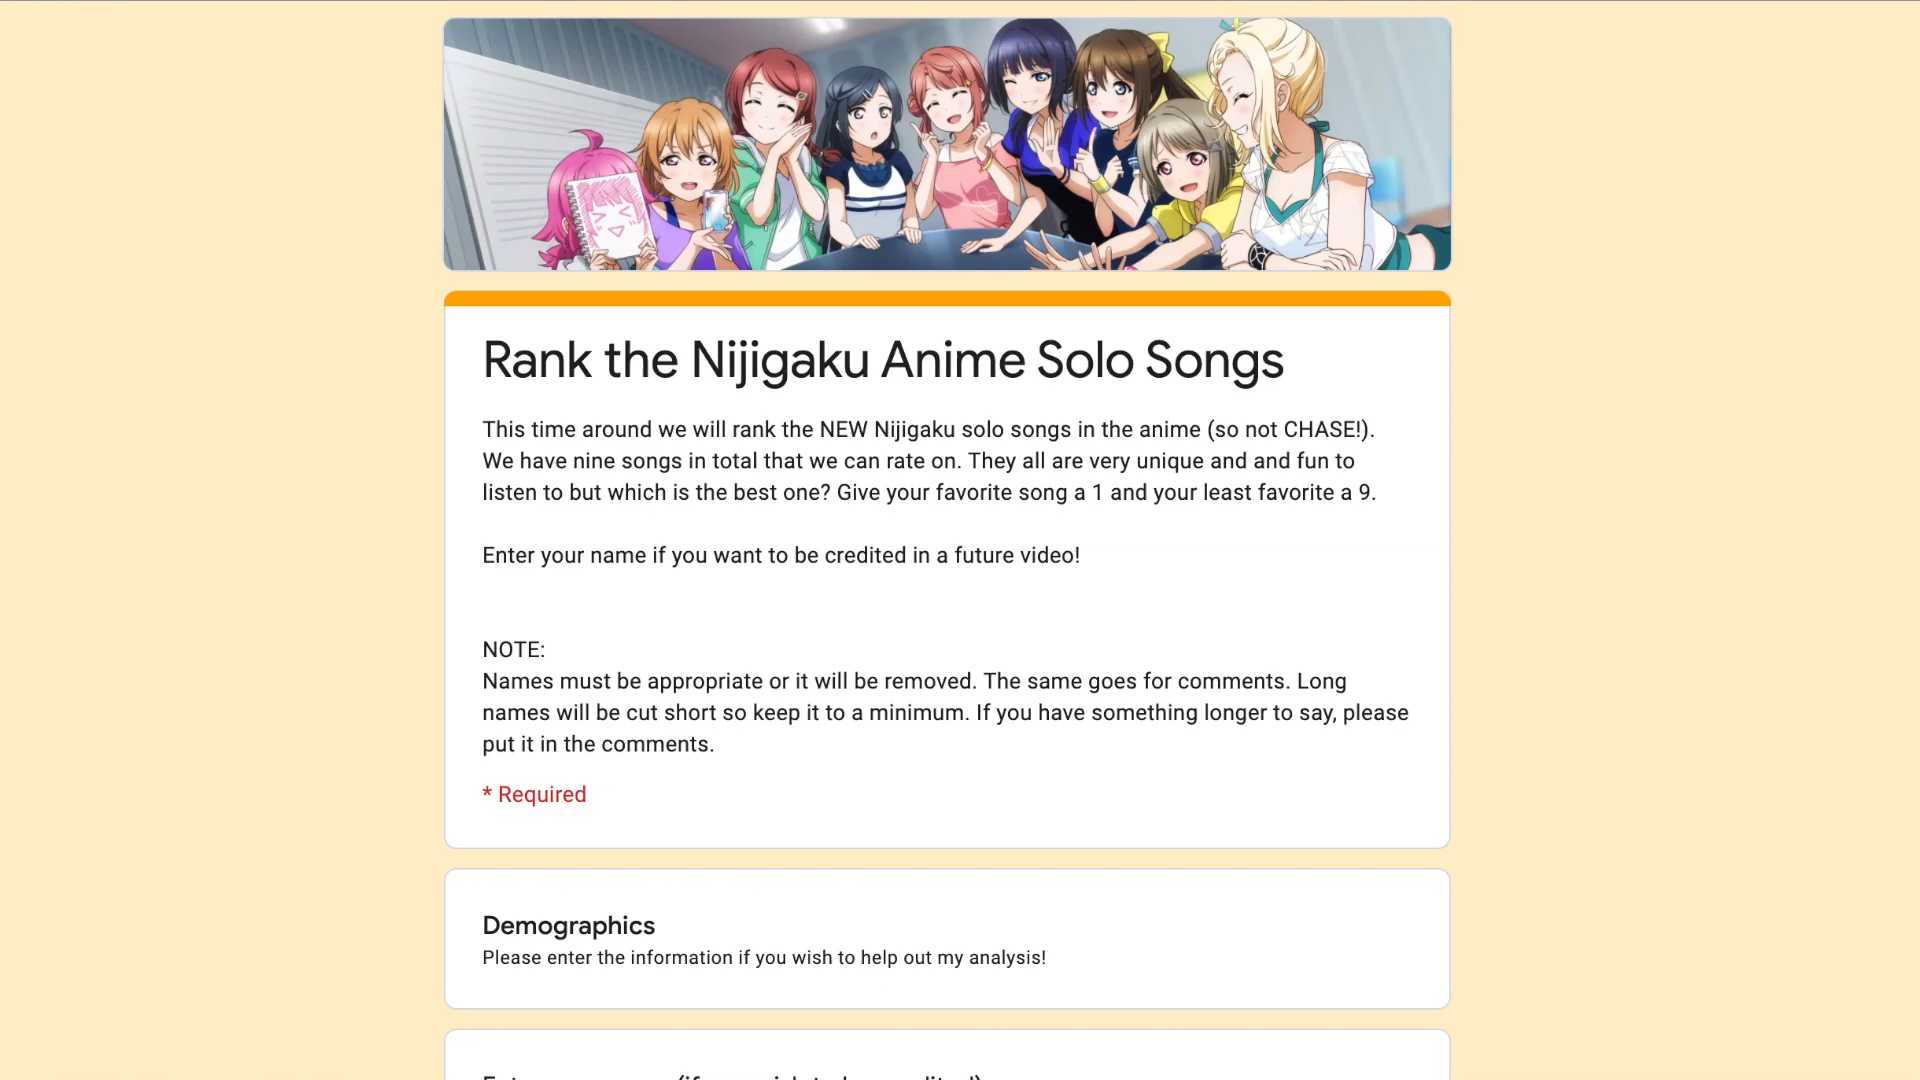 Rank the Nijigaku Anime Solo Songs
This time around we will rank the NEW Nijigaku solo songs in the anime (so not CHASE!).
We have nine songs in total that we can rate on. They all are very unique and and fun to
listen to but which is the best one? Give your favorite song a 1 and your least favorite a 9.
Enter your name if you want to be credited in a future video!
NOTE:
Names must be appropriate or it will be removed. The same goes for comments. Long
names will be cut short so keep it to a minimum. If you have something longer to say, please
put it in the comments.
* Required
Demographics
Please enter the information if you wish to help out my analysis!